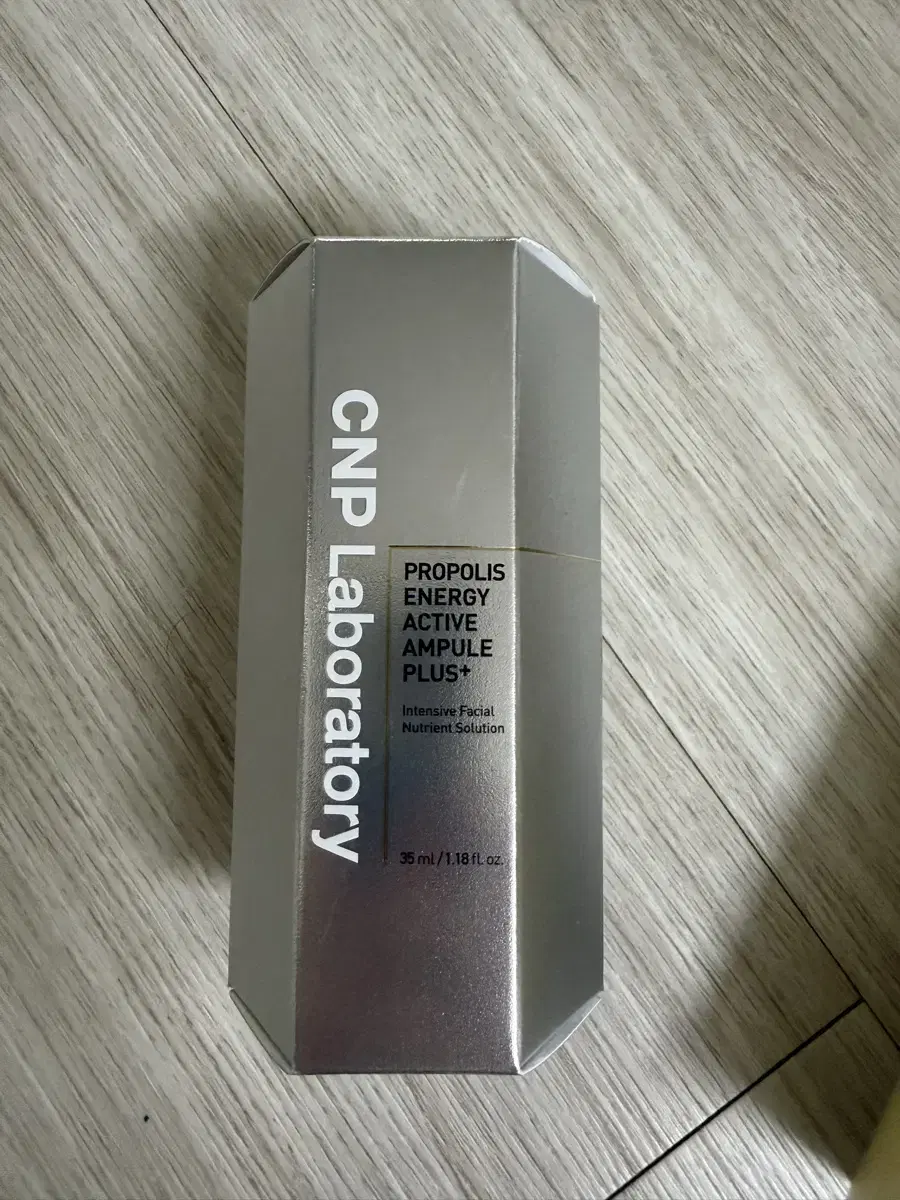 CNP Laboratory
PROPOLIS
ENERGY
ACTIVE
AMPULE
PLUS+
Intensive Facial
Nutrient Solution
35 ml / 1.18 fl. oz.